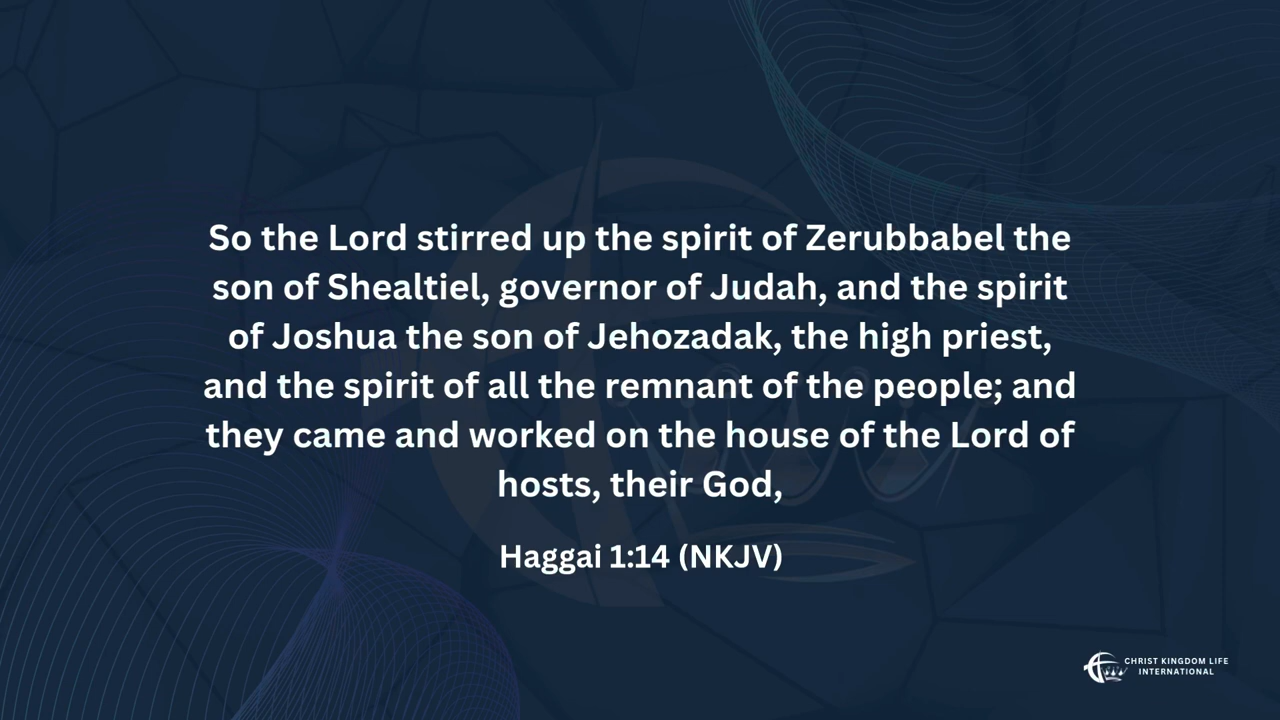 So the Lord stirred up the spirit of Zerubbabel the
son of Shealtiel, governor of Judah, and the spirit
of Joshua the son of Jehozadak, the high priest,
and the spirit of all the remnant of the people; and
they came and worked on the house of the Lord of
hosts, their God,
Haggai 1:14 (NKJV)
CHRIST KINGDOM LIFE
INTERNATIONAL